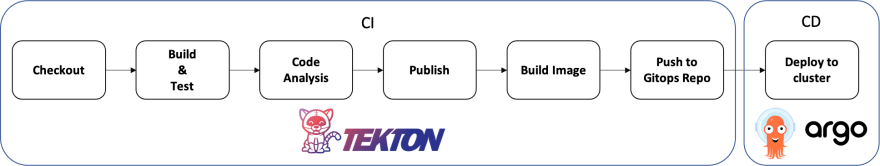 CI
CD
Checkout
Build
&
Test
Code
Analysis
Publish
Build Image
Push to
Gitops Repo
Deploy to
cluster
TEKTON
argo